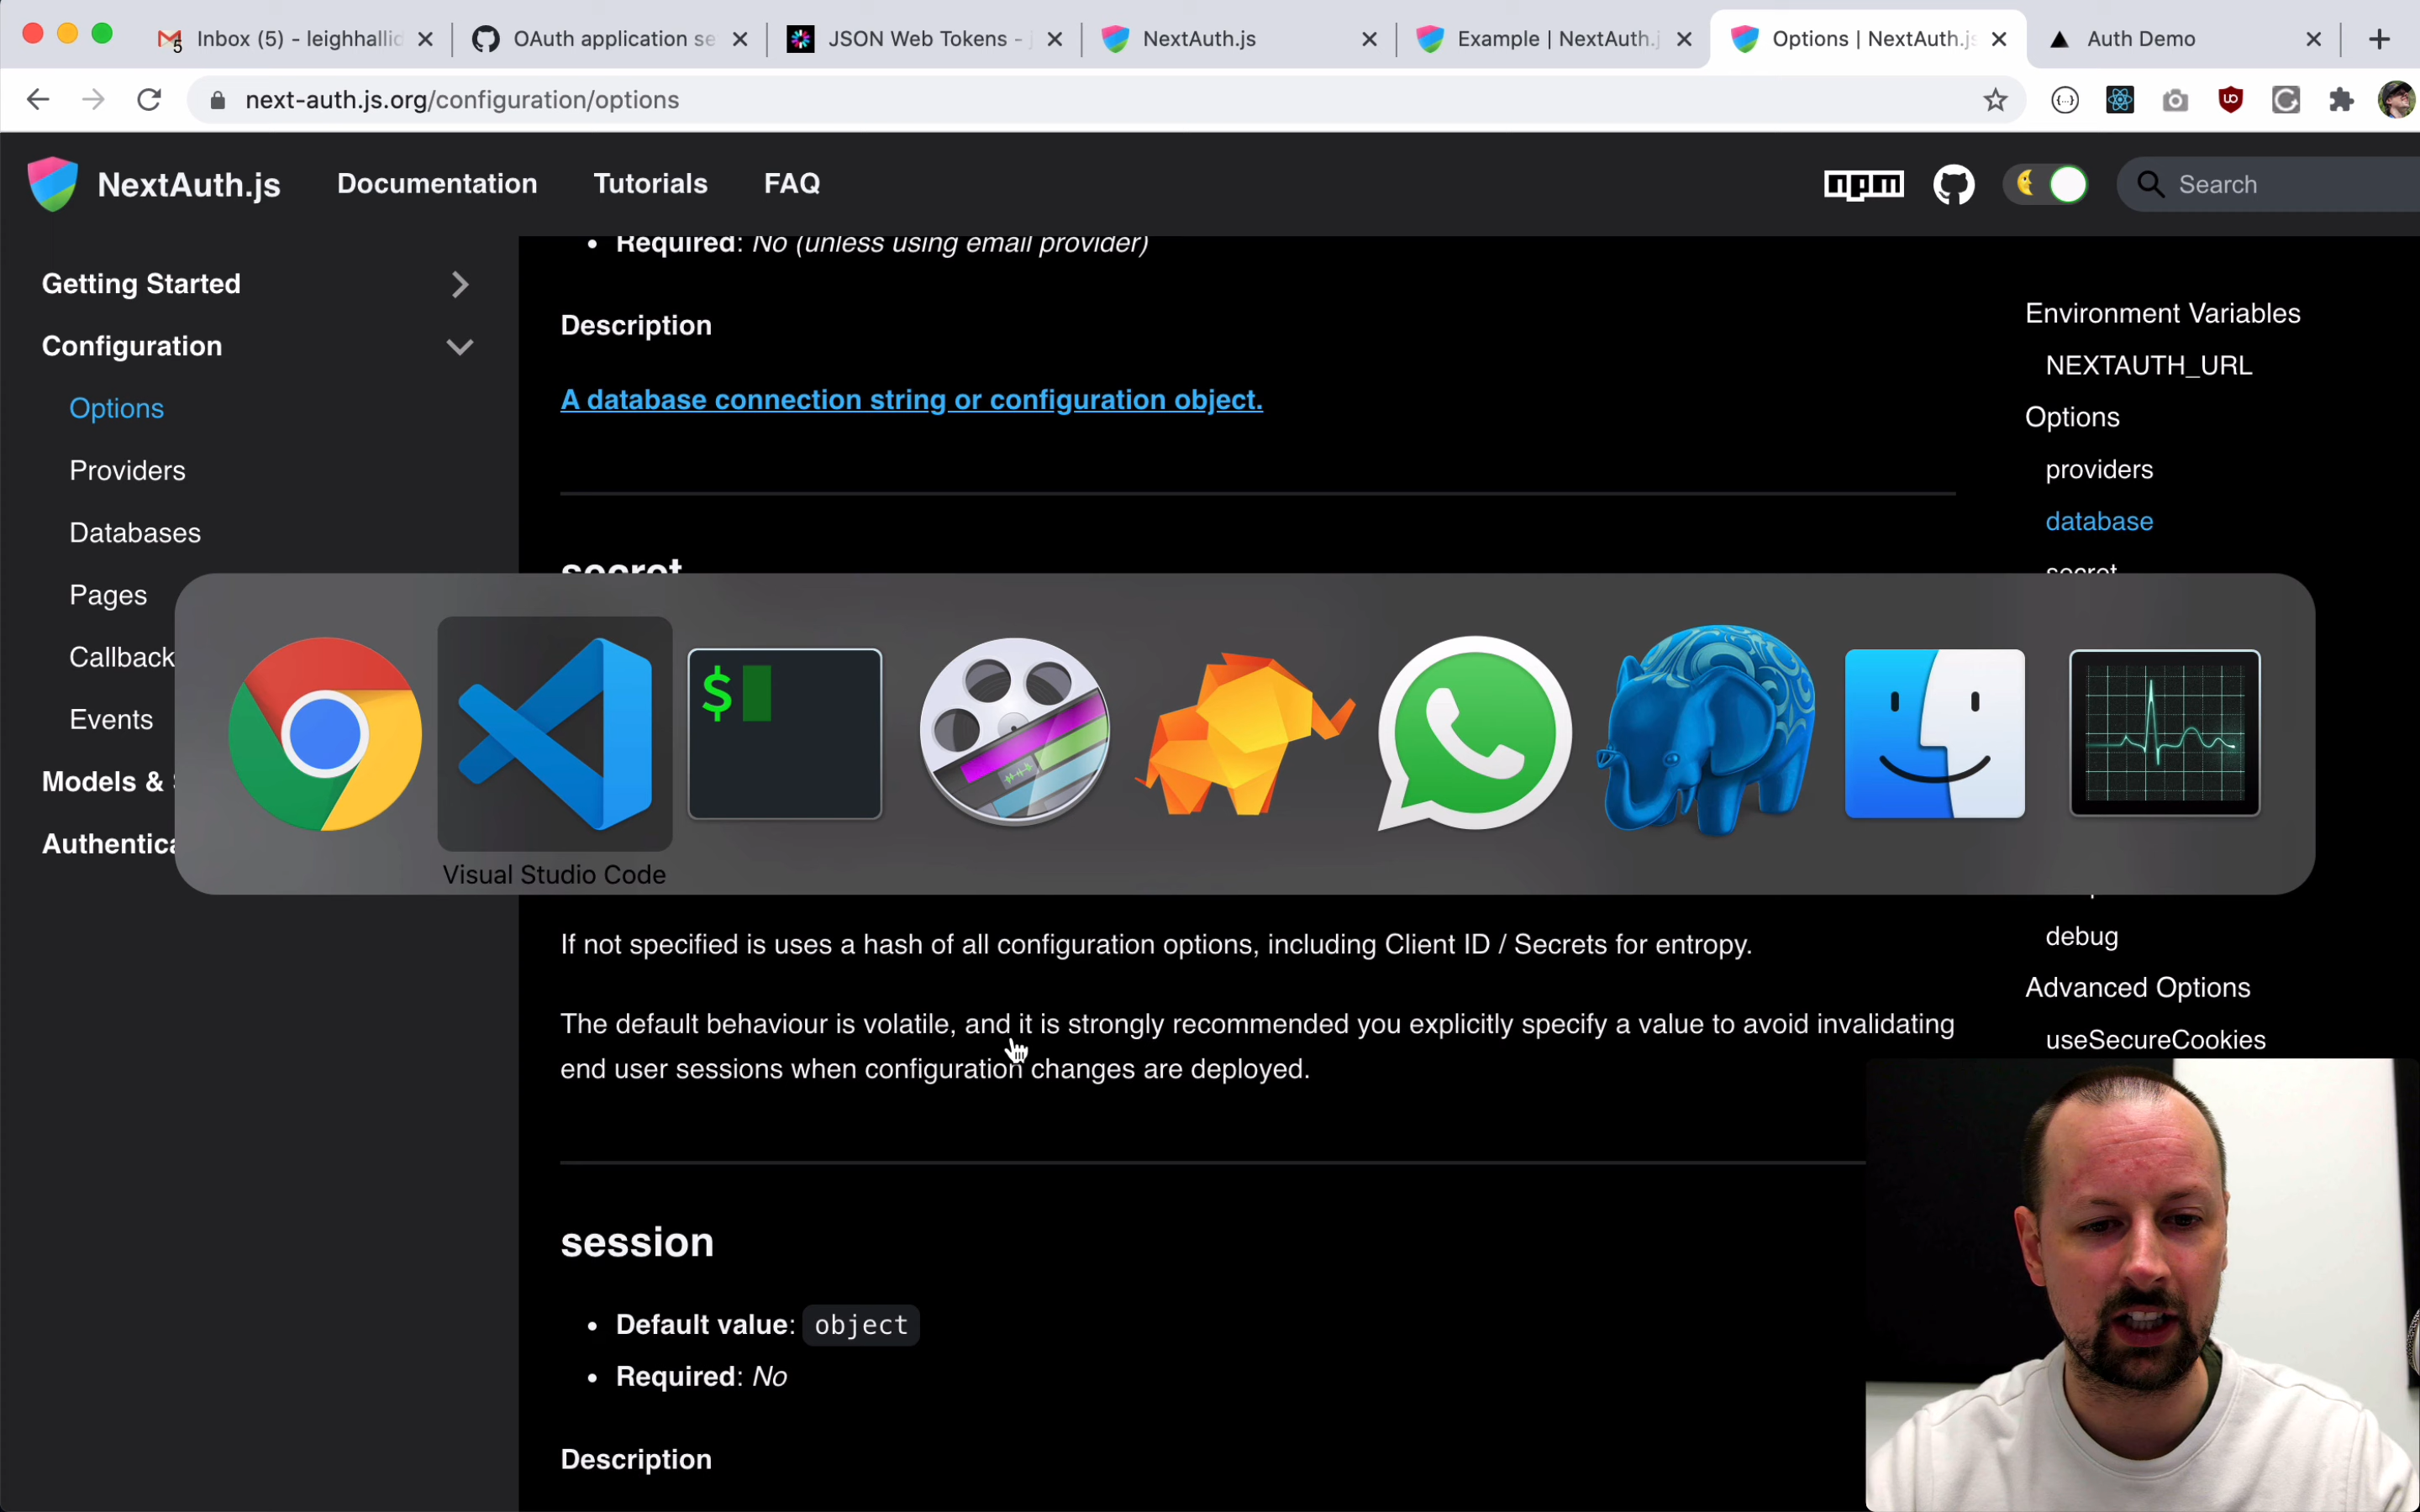 Inbox (5) - leighhallic
OAuth application se
JSON Web Tokens - j
NextAuth.js
Example | NextAuth.j
Options | NextAuth.js
Auth Demo
5
next-auth.js.org/configuration/options
NextAuth.js
Documentation
Tutorials
FAQ
npm
Search
Getting Started
Configuration
Options
Providers
Databases
Pages
Callback
Events
Models &
Authentica
Required: No (unless using email provider)
Description
A database connection string or configuration object.
secret
Visual Studio Code
If not specified is uses a hash of all configuration options, including Client ID / Secrets for entropy.
The default behaviour is volatile, and it is strongly recommended you explicitly specify a value to avoid invalidating
end user sessions when configuration changes are deployed.
session
Default value: object
Required: No
Description
Environment Variables
NEXTAUTH_URL
Options
providers
database
secret
debug
Advanced Options
useSecureCookies